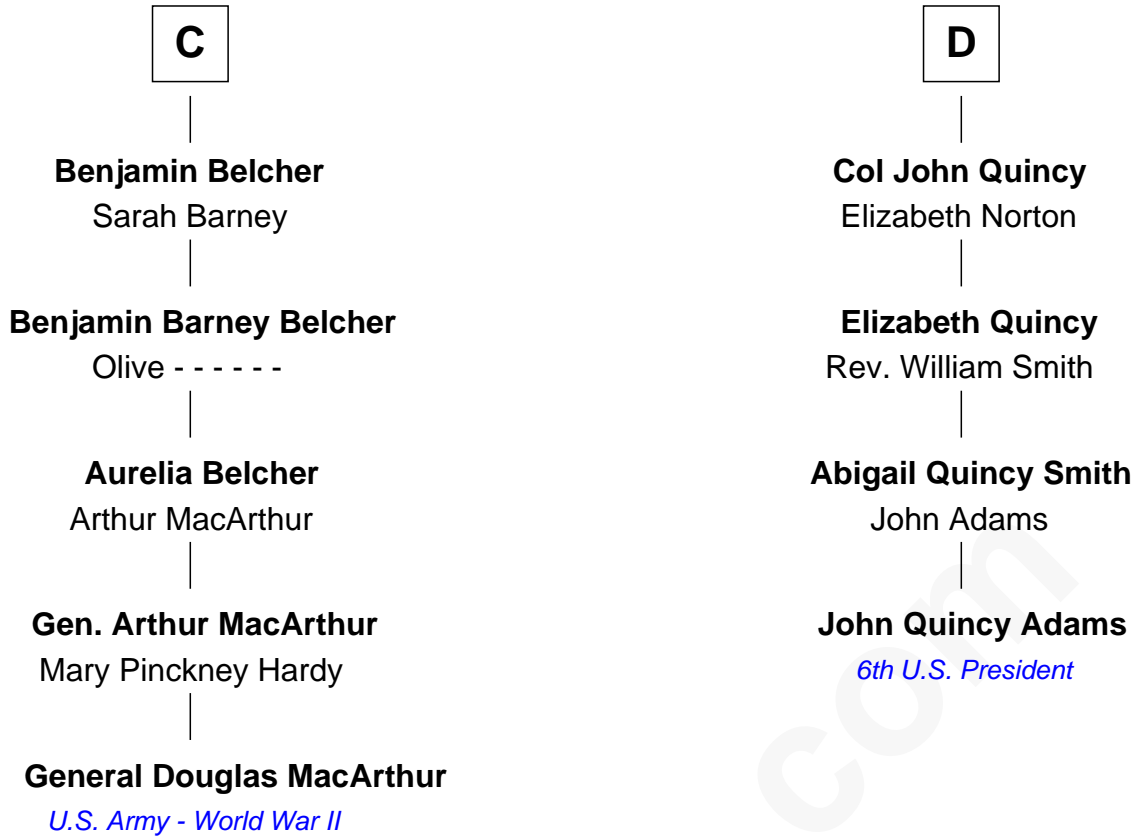 C
Benjamin Belcher
Sarah Barney
Benjamin Barney Belcher
Olive - - - - - -
Aurelia Belcher
Arthur MacArthur
Gen. Arthur MacArthur
Mary Pinckney Hardy
General Douglas MacArthur
U.S. Army - World War II
D
Col John Quincy
Elizabeth Norton
Elizabeth Quincy
Rev. William Smith
Abigail Quincy Smith
John Adams
John Quincy Adams
6th U.S. President
com